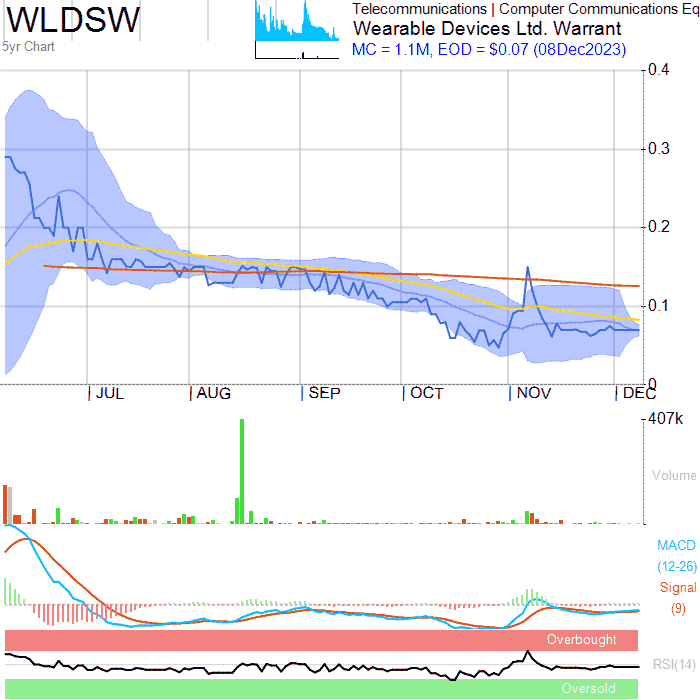 WLDSW
5yr Chart
Telecommunications | Computer Communications Eq
Wearable Devices Ltd. Warrant
MC = 1.1M, EOD = $0.07 (08Dec2023)
0.4
0.3
0.2
0.1
0
JUL AUG SEP OCT NOV DEC
407k
Volume
MACD
(12-26)
Signal
(9)
Overbought
RSI(14)
Oversold